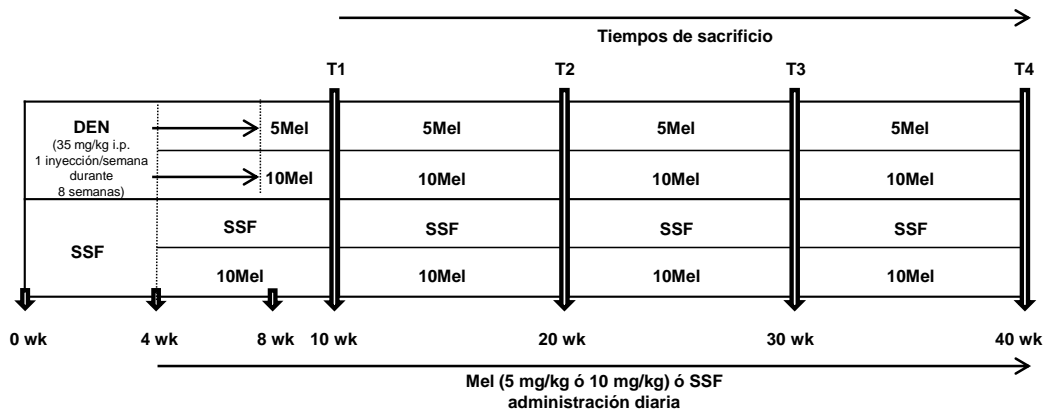 Tiempos de sacrificio
T1 T2 T3 T4
DEN
(35 mg/kg i.p.
1 inyección/semana
durante
8 semanas)
5Mel 5Mel 5Mel 5Mel
10Mel 10Mel 10Mel 10Mel
SSF
SSF SSF SSF SSF
10Mel 10Mel 10Mel 10Mel
0 wk 4 wk 8 wk 10 wk 20 wk 30 wk 40 wk
Mel (5 mg/kg ó 10 mg/kg) ó SSF
administración diaria